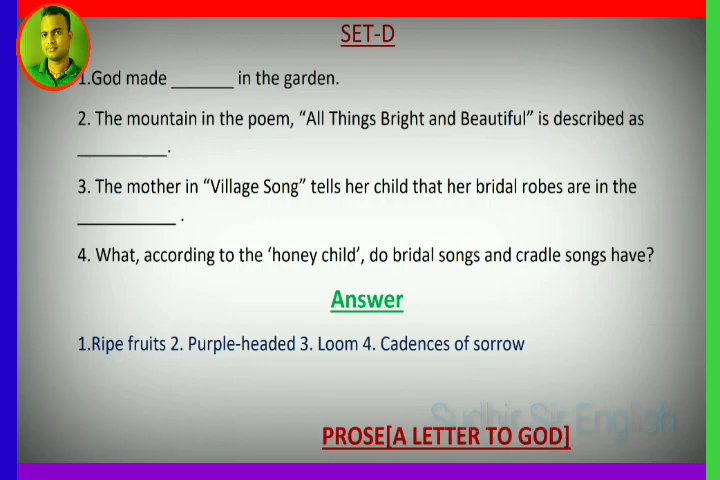 SET-D
1.God made _______ in the garden.
2. The mountain in the poem, “All Things Bright and Beautiful” is described as
__________.
3. The mother in “Village Song” tells her child that her bridal robes are in the
___________ .
4. What, according to the ‘honey child’, do bridal songs and cradle songs have?
Answer
1.Ripe fruits 2. Purple-headed 3. Loom 4. Cadences of sorrow
Sudhir Sir English
PROSE[A LETTER TO GOD]